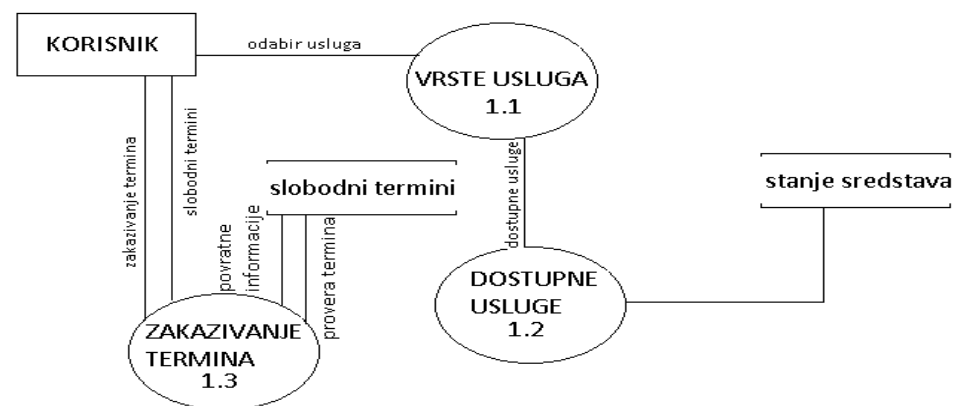 KORISNIK
odabir usluga
VRSTE USLUGA
1.1
zakazivanje termina
slobodni termini
slobodni termini
dostupne usluge
stanje sredstava
povratne
informacije
provera termina
DOSTUPNE
USLUGE
1.2
ZAKAZIVANJE
TERMINA
1.3